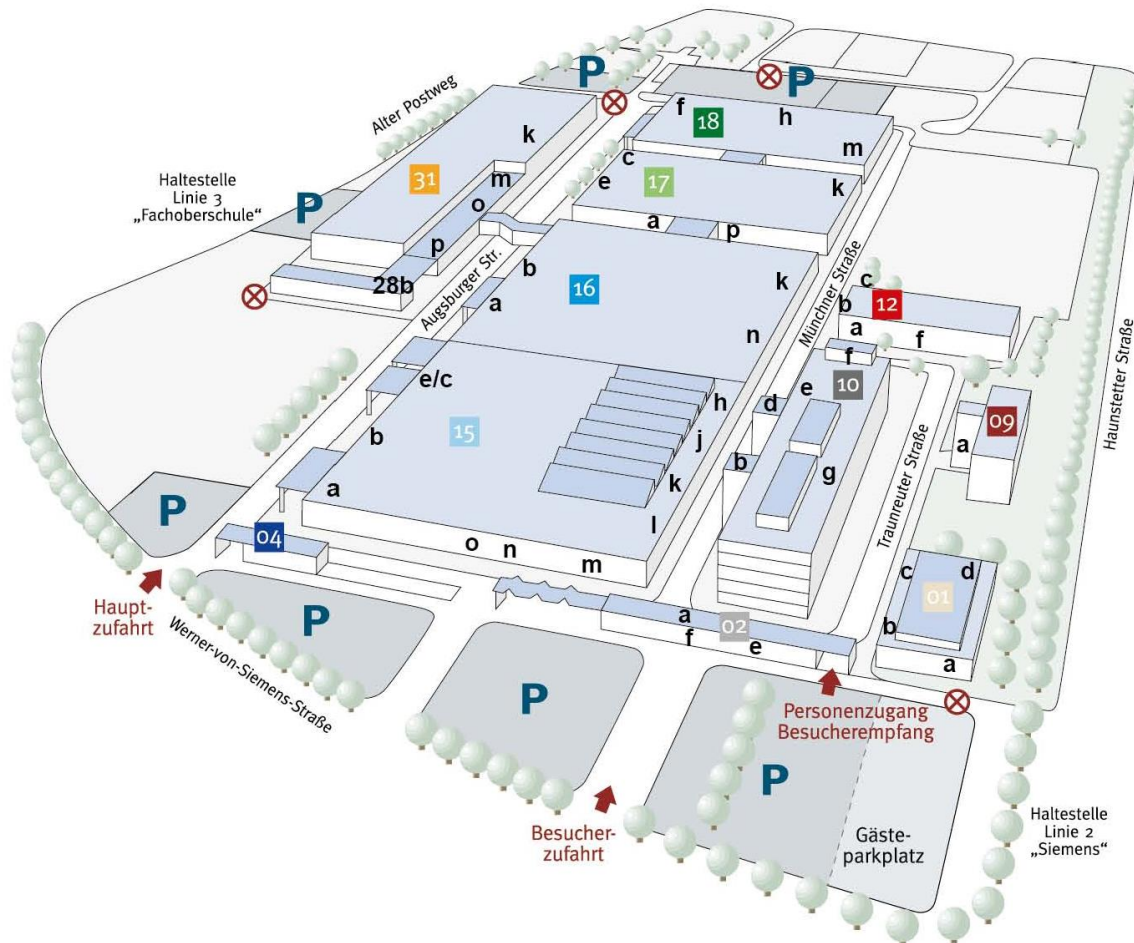 P
P
Alter Postweg
f
h
18
k
m
c
Haltestelle
Linie 3
„Fachoberschule“
31
m
e
17
k
P
o
a
p
p
b
k
28b
Augsburger Str.
16
Münchner Straße
c
b
12
a
a
f
n
f
Haunstetter Straße
e/c
e
10
h
d
09
b
15
j
a
b
g
k
Traunreuter Straße
a
l
P
04
o
n
m
c
d
01
Haupt-
zufahrt
P
a
02
b
f
e
a
Werner-von-Siemens-Straße
P
Personenzugang
Besucherempfang
P
Besucher-
zufahrt
Gäste-
parkplatz
Haltestelle
Linie 2
„Siemens“